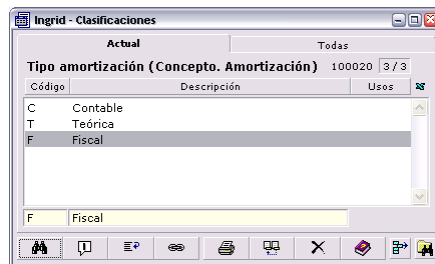 Ingrid - Clasificaciones
Actual Todas
Tipo amortización (Concepto. Amortización) 100020 3 / 3
Código Descripción Usos
C Contable
T Teórica
F Fiscal
F Fiscal